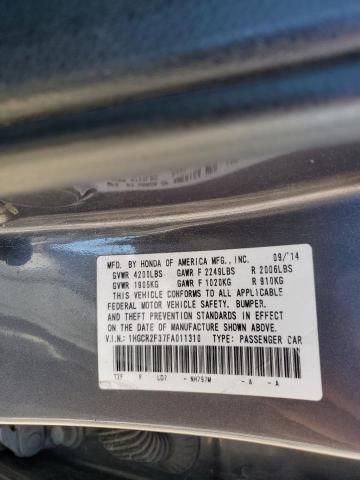 MFD. BY HONDA OF AMERICA MFG., INC. 09/'14
GVWR 4200LBS GAWR F 2249LBS R 2006LBS
GVWR 1905KG GAWR F 1020KG R 910KG
THIS VEHICLE CONFORMS TO ALL APPLICABLE
FEDERAL MOTOR VEHICLE SAFETY, BUMPER,
AND THEFT PREVENTION STANDARDS IN EFFECT
ON THE DATE OF MANUFACTURE SHOWN ABOVE.
V.I.N.: 1HGCR2F37FA011310 TYPE: PASSENGER CAR
NH797M - A - A